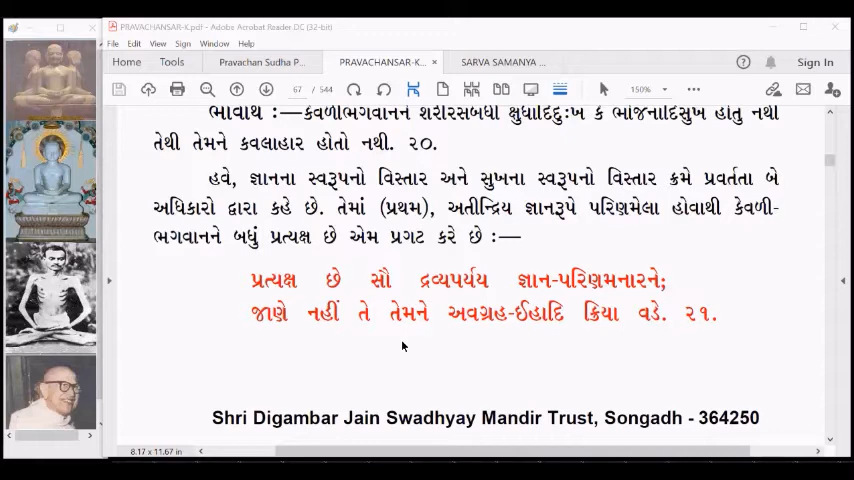 PRAVACHANSAR-K.pdf - Adobe Acrobat Reader DC (32-bit)
File Edit View Sign Window Help
Home Tools Pravachan Sudha P... PRAVACHANSAR-K... × SARVA SAMANYA ... ? Sign In
67 / 544 150%
ભાવાર્થ :—કેવળીભગવાનને શરીરસંબંધી ક્ષુધાદિદુઃખ કે ભોજનાદિસુખ હોતું નથી
તેથી તેમને કવલાહાર હોતો નથી. ૨૦.
હવે, જ્ઞાનના સ્વરૂપનો વિસ્તાર અને સુખના સ્વરૂપનો વિસ્તાર ક્રમે પ્રવર્તતા બે
અધિકારો દ્વારા કહે છે. તેમાં (પ્રથમ), અતીન્દ્રિય જ્ઞાનરૂપે પરિણમેલા હોવાથી કેવળી-
ભગવાનને બધું પ્રત્યક્ષ છે એમ પ્રગટ કરે છે :—
પ્રત્યક્ષ છે સૌ દ્રવ્યપર્યય જ્ઞાન-પરિણમનારને;
જાણે નહીં તે તેમને અવગ્રહ-ઈહાદિ ક્રિયા વડે. ૨૧.
Shri Digambar Jain Swadhyay Mandir Trust, Songadh - 364250
8.17 x 11.67 in